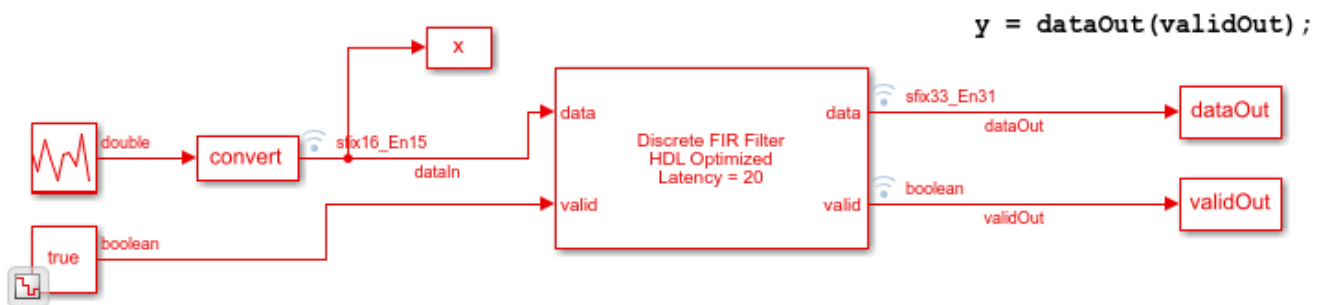 y = dataOut(validOut);
x
double
convert
sfix16_En15
dataIn
data
valid
Discrete FIR Filter
HDL Optimized
Latency = 20
data
valid
sfix33_En31
dataOut
dataOut
boolean
validOut
validOut
true
boolean